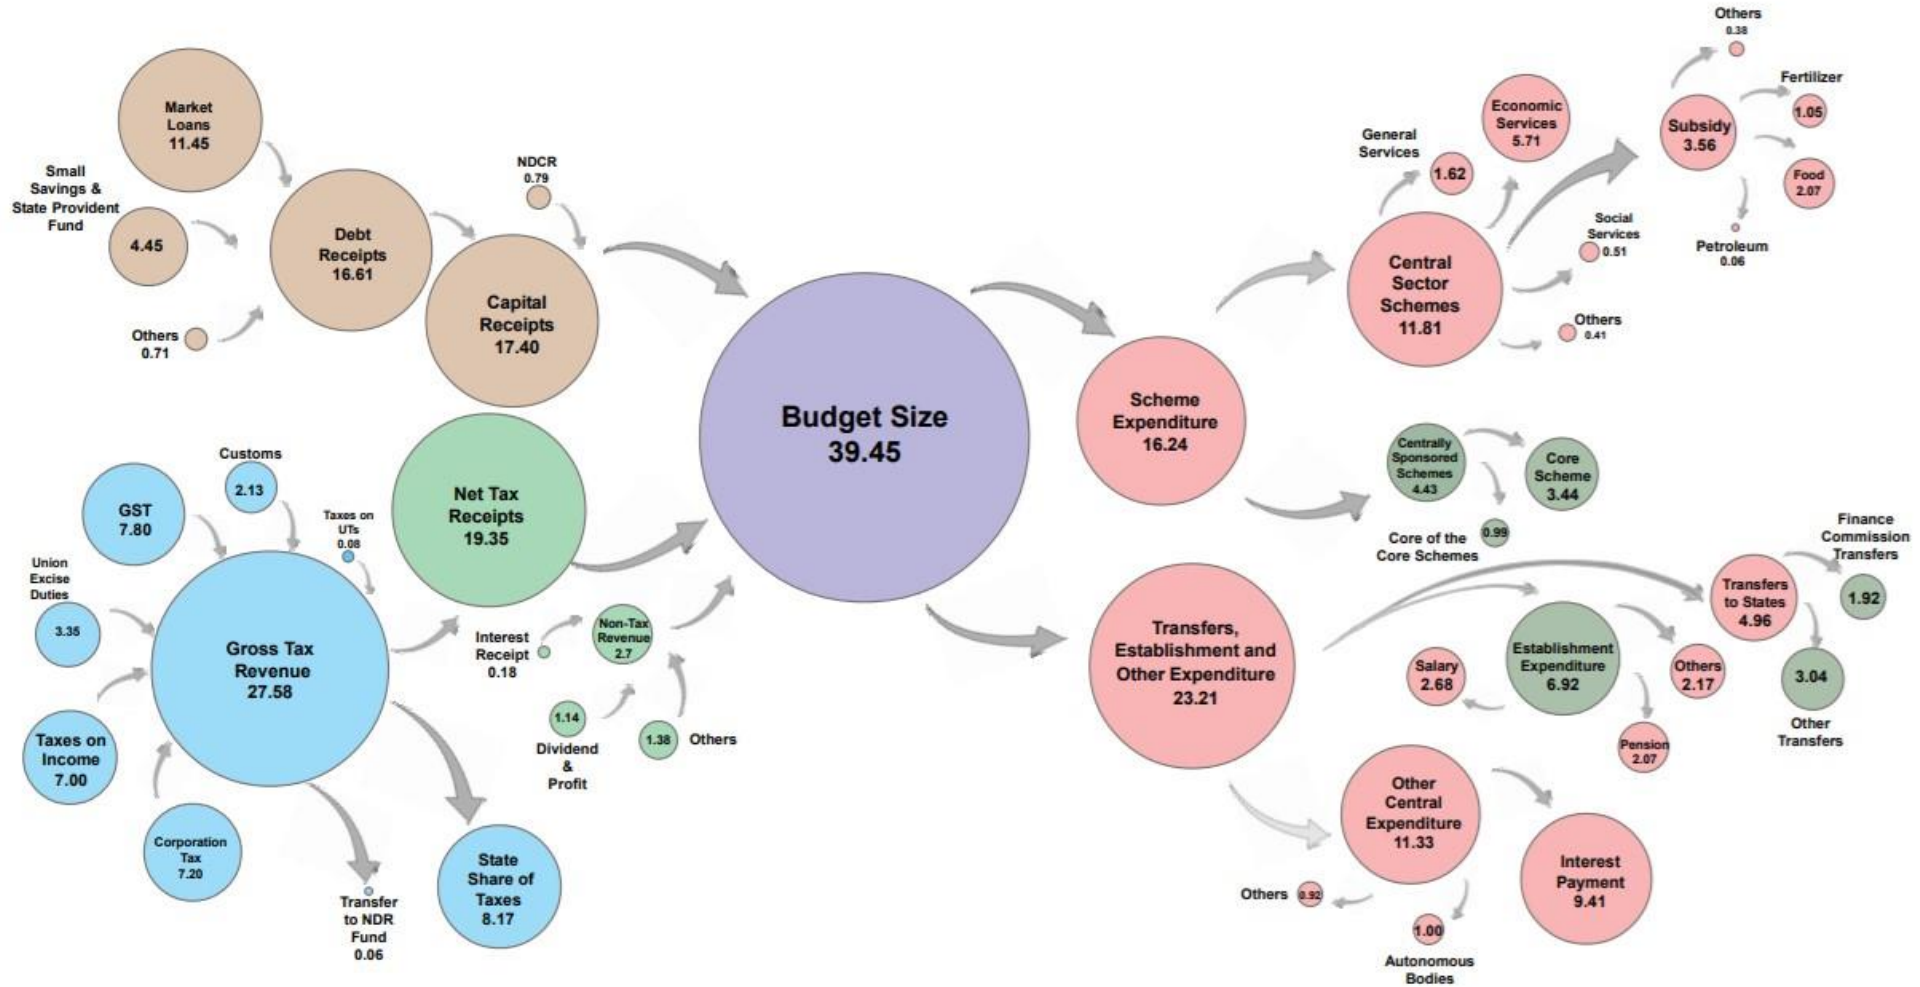 Market
Loans
11.45
Small
Savings &
State Provident
Fund
4.45
Others
0.71
Debt
Receipts
16.61
NDCR
0.79
Capital
Receipts
17.40
Customs
2.13
GST
7.80
Taxes on
UTs
0.08
Union
Excise
Duties
3.35
Taxes on
Income
7.00
Corporation
Tax
7.20
Gross Tax
Revenue
27.58
Transfer
to NDR
Fund
0.06
State
Share of
Taxes
8.17
Net Tax
Receipts
19.35
Interest
Receipt
0.18
Non-Tax
Revenue
2.7
1.14
Dividend
&
Profit
1.38
Others
Budget Size
39.45
Scheme
Expenditure
16.24
Central
Sector
Schemes
11.81
General
Services
1.62
Economic
Services
5.71
Subsidy
3.56
Others
0.38
Fertilizer
1.05
Food
2.07
Petroleum
0.06
Social
Services
0.51
Others
0.41
Centrally
Sponsored
Schemes
4.43
Core
Scheme
3.44
Core of the
Core Schemes
0.99
Transfers,
Establishment and
Other Expenditure
23.21
Transfers
to States
4.96
Finance
Commission
Transfers
1.92
3.04
Other
Transfers
Establishment
Expenditure
6.92
Salary
2.68
Others
2.17
Pension
2.07
Other
Central
Expenditure
11.33
Interest
Payment
9.41
Others
0.92
1.00
Autonomous
Bodies